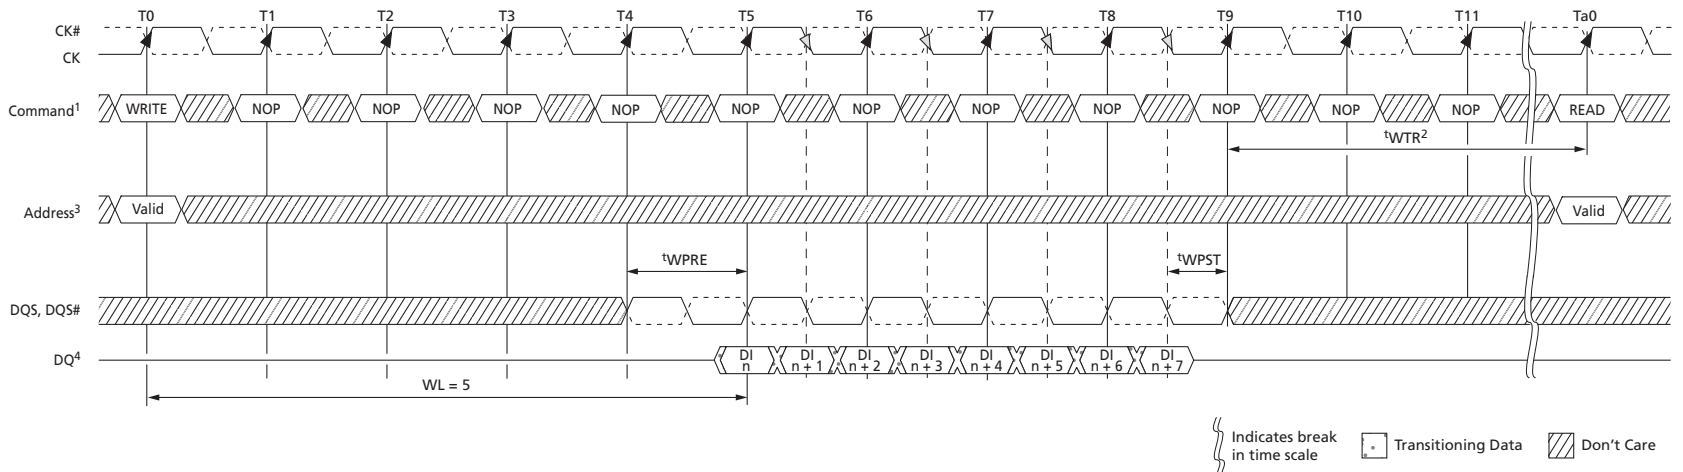 T0 T1 T2 T3 T4 T5 T6 T7 T8 T9 T10 T11 Ta0
CK#
CK
Command1 WRITE NOP NOP NOP NOP NOP NOP NOP NOP NOP NOP NOP READ
tWTR2
Address3 Valid Valid
tWPRE tWPST
DQS, DQS#
DQ4 DI n DI n + 1 DI n + 2 DI n + 3 DI n + 4 DI n + 5 DI n + 6 DI n + 7
WL = 5
Indicates break
in time scale
Transitioning Data
Don't Care